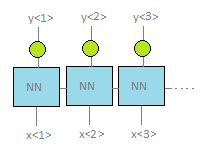 y<1> y<2> y<3>
NN NN NN
x<1> x<2> x<3>